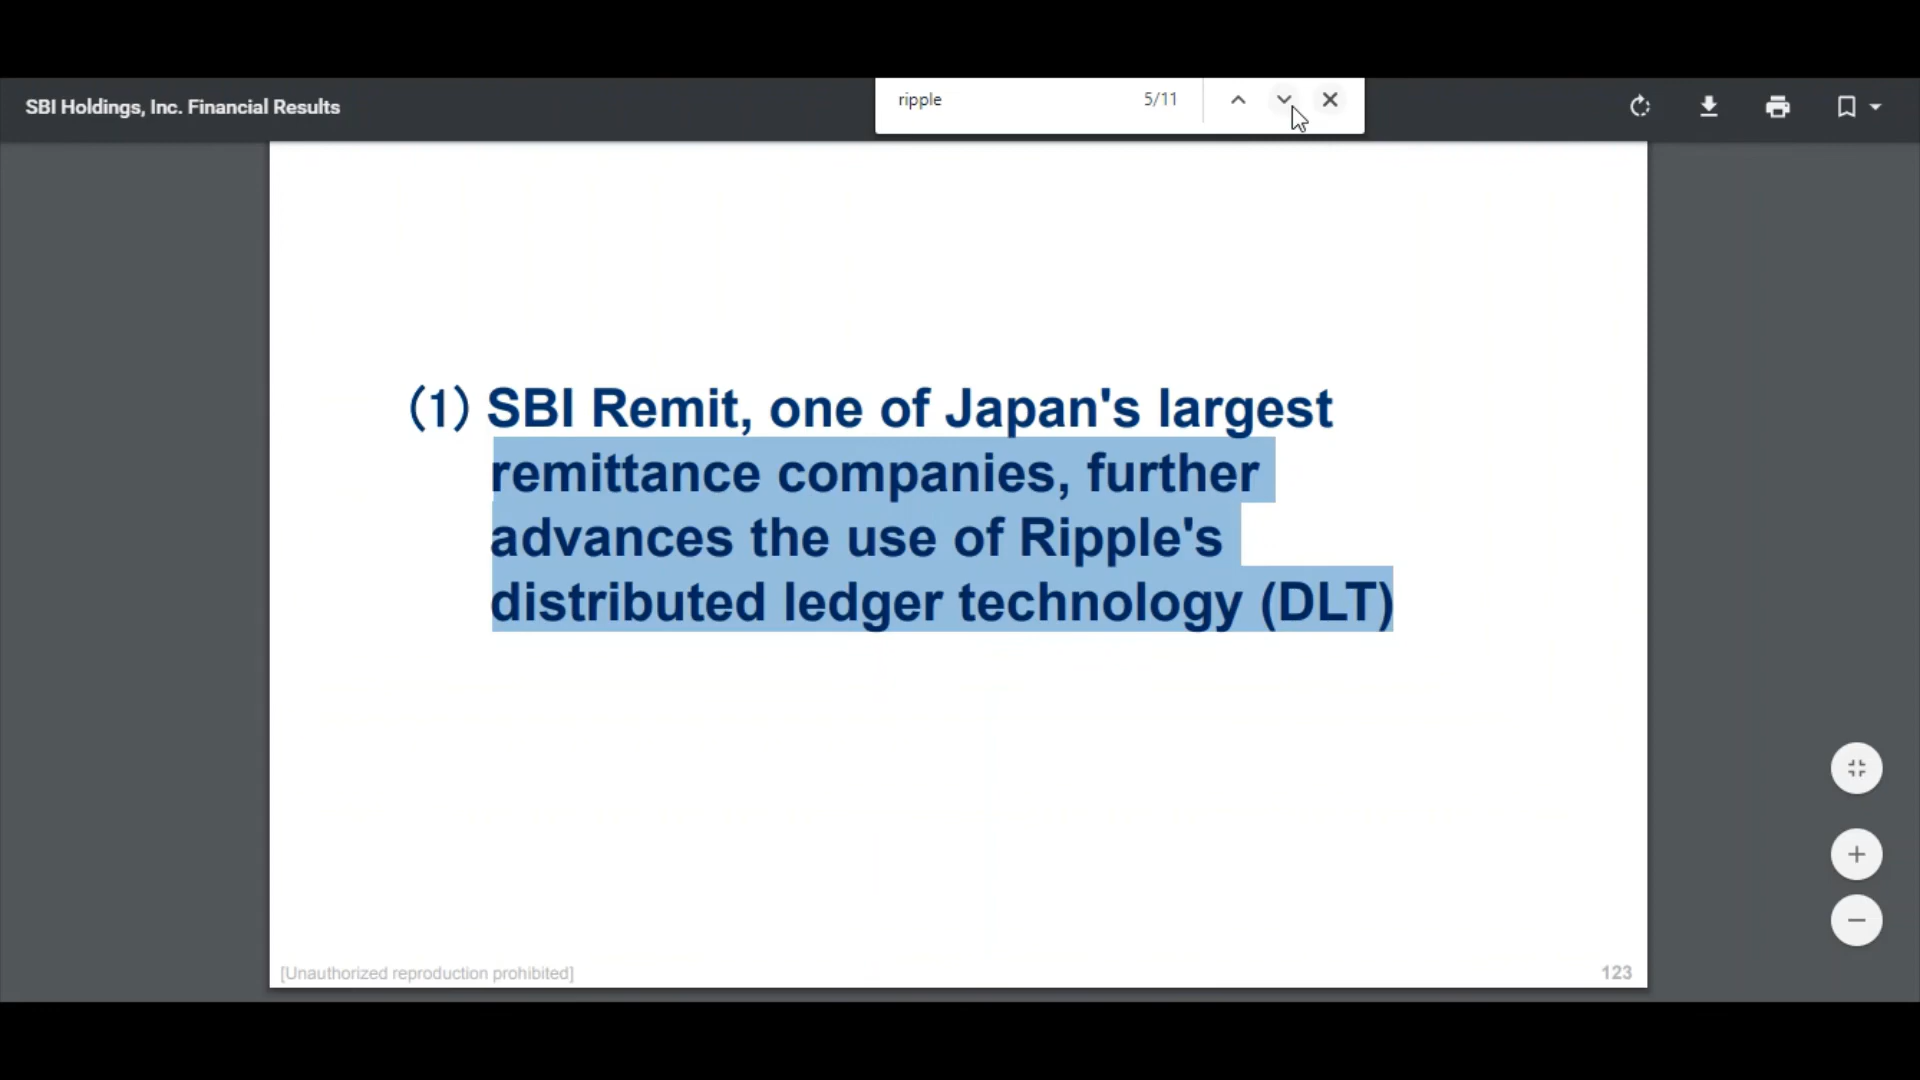 SBI Holdings, Inc. Financial Results
ripple 5/11
(1) SBI Remit, one of Japan's largest
remittance companies, further
advances the use of Ripple's
distributed ledger technology (DLT)
[Unauthorized reproduction prohibited]
123